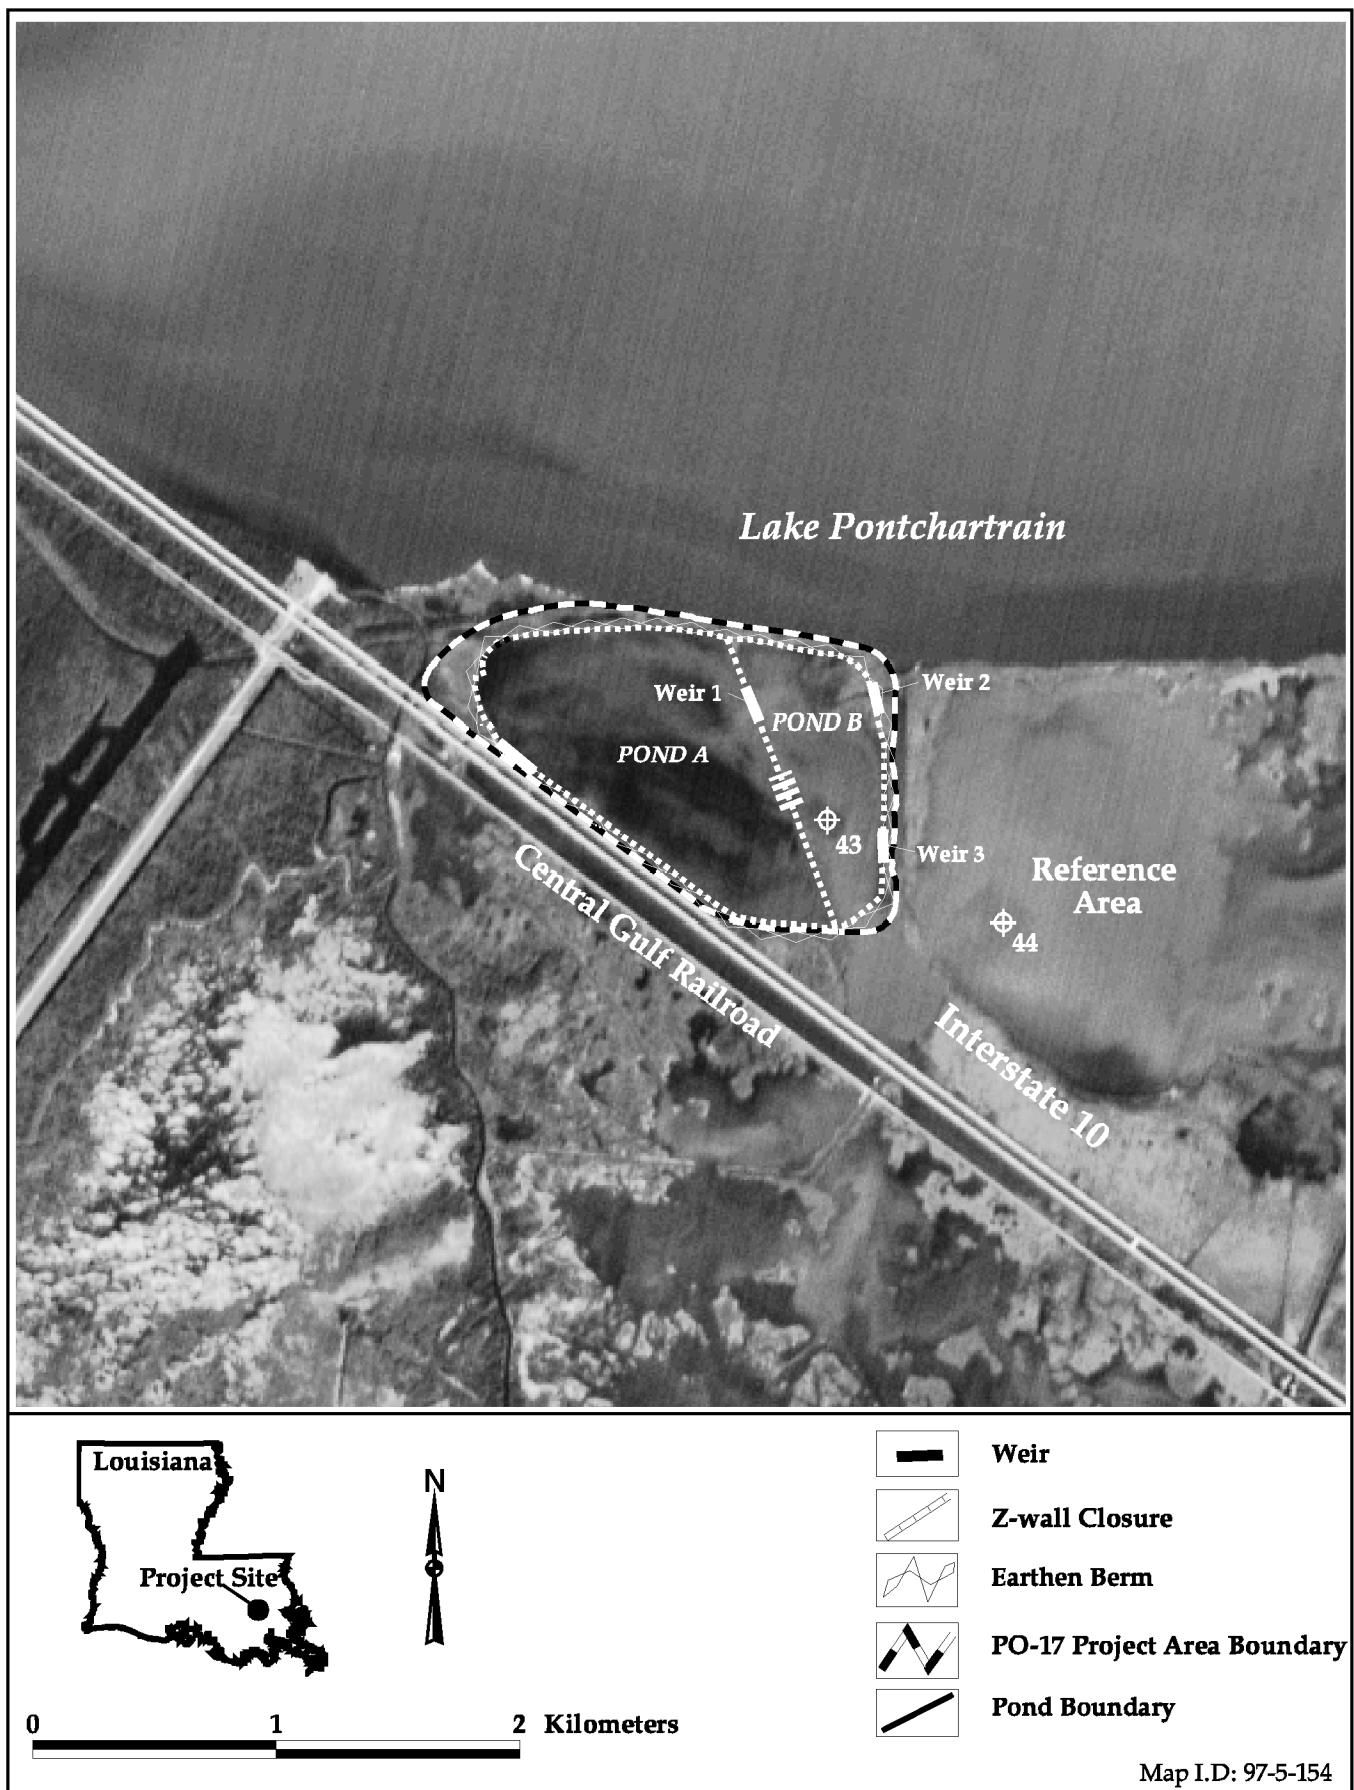 Lake Pontchartrain
Weir 1
Weir 2
POND B
POND A
43
Weir 3
Reference
Area
44
Central Gulf Railroad
Interstate 10
Louisiana
Project Site
N
0 1 2 Kilometers
Weir
Z-wall Closure
Earthen Berm
PO-17 Project Area Boundary
Pond Boundary
Map I.D: 97-5-154